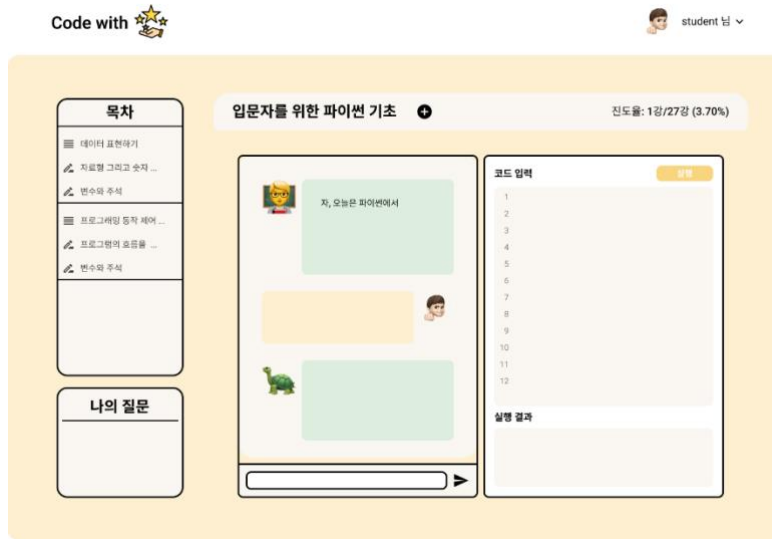 Code with
student 님
목차
데이터 표현하기
자료형 그리고 숫자 ...
변수와 주석
프로그래밍 동작 제어 ...
프로그램의 흐름을 ...
변수와 주석
나의 질문
입문자를 위한 파이썬 기초
진도율: 1강/27강 (3.70%)
자, 오늘은 파이썬에서
코드 입력
실행
1
2
3
4
5
6
7
8
9
10
11
12
실행 결과